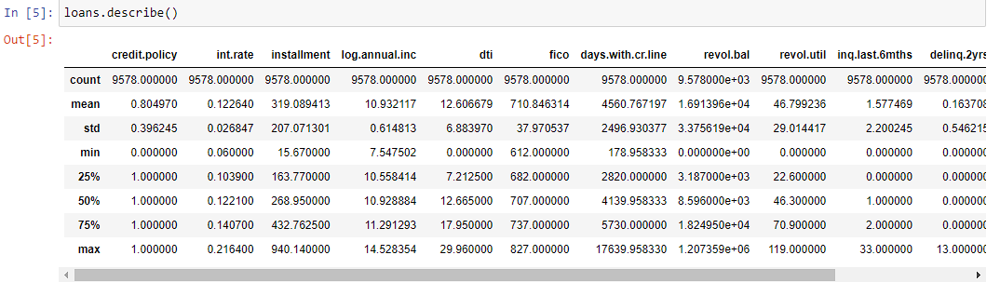 In [5]: loans.describe()
Out[5]:
credit.policy int.rate installment log.annual.inc dti fico days.with.cr.line revol.bal revol.util inq.last.6mths delinq.2yrs
count 9578.000000 9578.000000 9578.000000 9578.000000 9578.000000 9578.000000 9578.000000 9.578000e+03 9578.000000 9578.000000 9578.000000
mean 0.804970 0.122640 319.089413 10.932117 12.606679 710.846314 4560.767197 1.691396e+04 46.799236 1.577469 0.163708
std 0.396245 0.026847 207.071301 0.614813 6.883970 37.970537 2496.930377 3.375619e+04 29.014417 2.200245 0.546215
min 0.000000 0.060000 15.670000 7.547502 0.000000 612.000000 178.958333 0.000000e+00 0.000000 0.000000 0.000000
25% 1.000000 0.103900 163.770000 10.558414 7.212500 682.000000 2820.000000 3.187000e+03 22.600000 0.000000 0.000000
50% 1.000000 0.122100 268.950000 10.928884 12.665000 707.000000 4139.958333 8.596000e+03 46.300000 1.000000 0.000000
75% 1.000000 0.140700 432.762500 11.291293 17.950000 737.000000 5730.000000 1.824950e+04 70.900000 2.000000 0.000000
max 1.000000 0.216400 940.140000 14.528354 29.960000 827.000000 17639.958330 1.207359e+06 119.000000 33.000000 13.000000